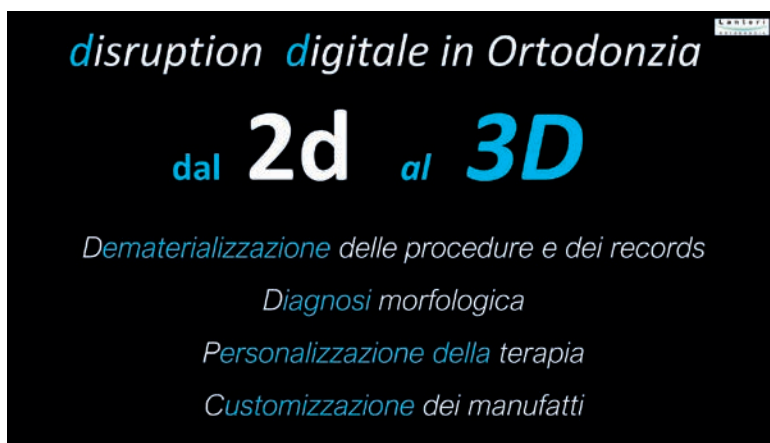 Lanteri
disruption digitale in Ortodonzia
dal 2d al 3D
Dematerializzazione delle procedure e dei records
Diagnosi morfologica
Personalizzazione della terapia
Customizzazione dei manufatti